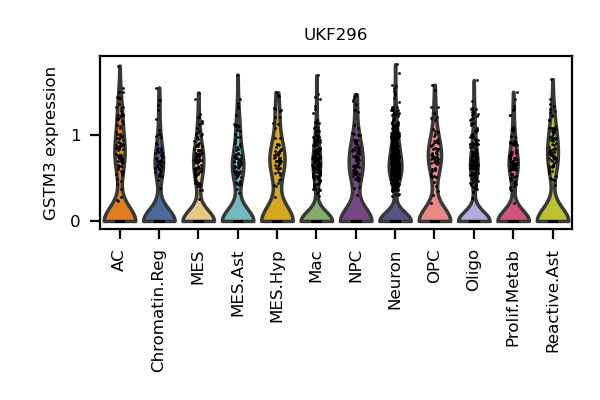 UKF296
GSTM3 expression
1
0
AC
Chromatin.Reg
MES
MES.Ast
MES.Hyp
Mac
NPC
Neuron
OPC
Oligo
Prolif.Metab
Reactive.Ast